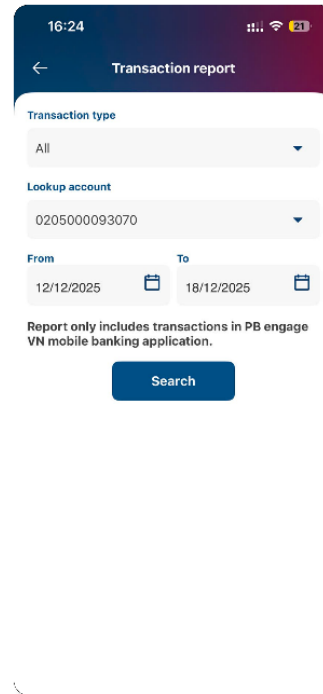 16:24
21
Transaction report
Transaction type
All
Lookup account
0205000093070
From
To
12/12/2025
18/12/2025
Report only includes transactions in PB engage
VN mobile banking application.
Search